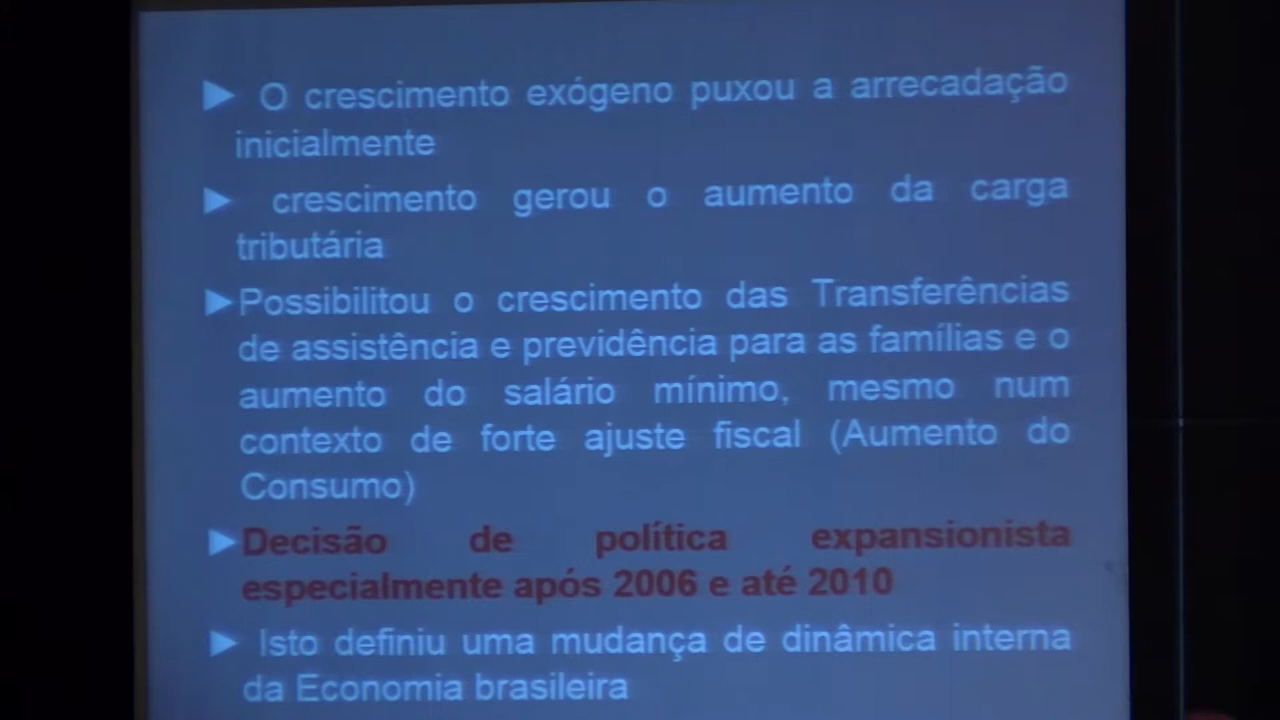 ► O crescimento exógeno puxou a arrecadação
inicialmente
► crescimento gerou o aumento da carga
tributária
►Possibilitou o crescimento das Transferências
de assistência e previdência para as famílias e o
aumento do salário mínimo, mesmo num
contexto de forte ajuste fiscal (Aumento do
Consumo)
►Decisão de política expansionista
especialmente após 2006 e até 2010
► Isto definiu uma mudança de dinâmica interna
da Economia brasileira